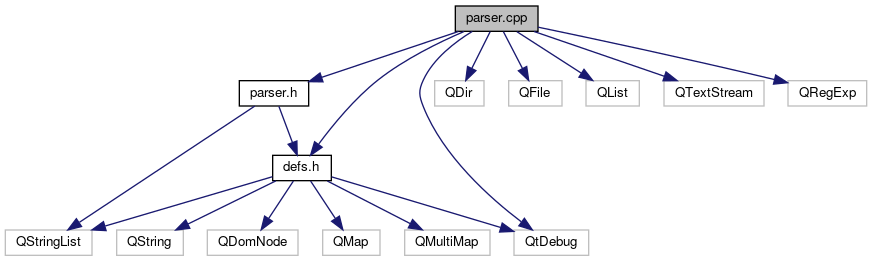 parser.cpp
parser.h
QDir
QFile
QList
QTextStream
QRegExp
defs.h
QStringList
QString
QDomNode
QMap
QMultiMap
QtDebug